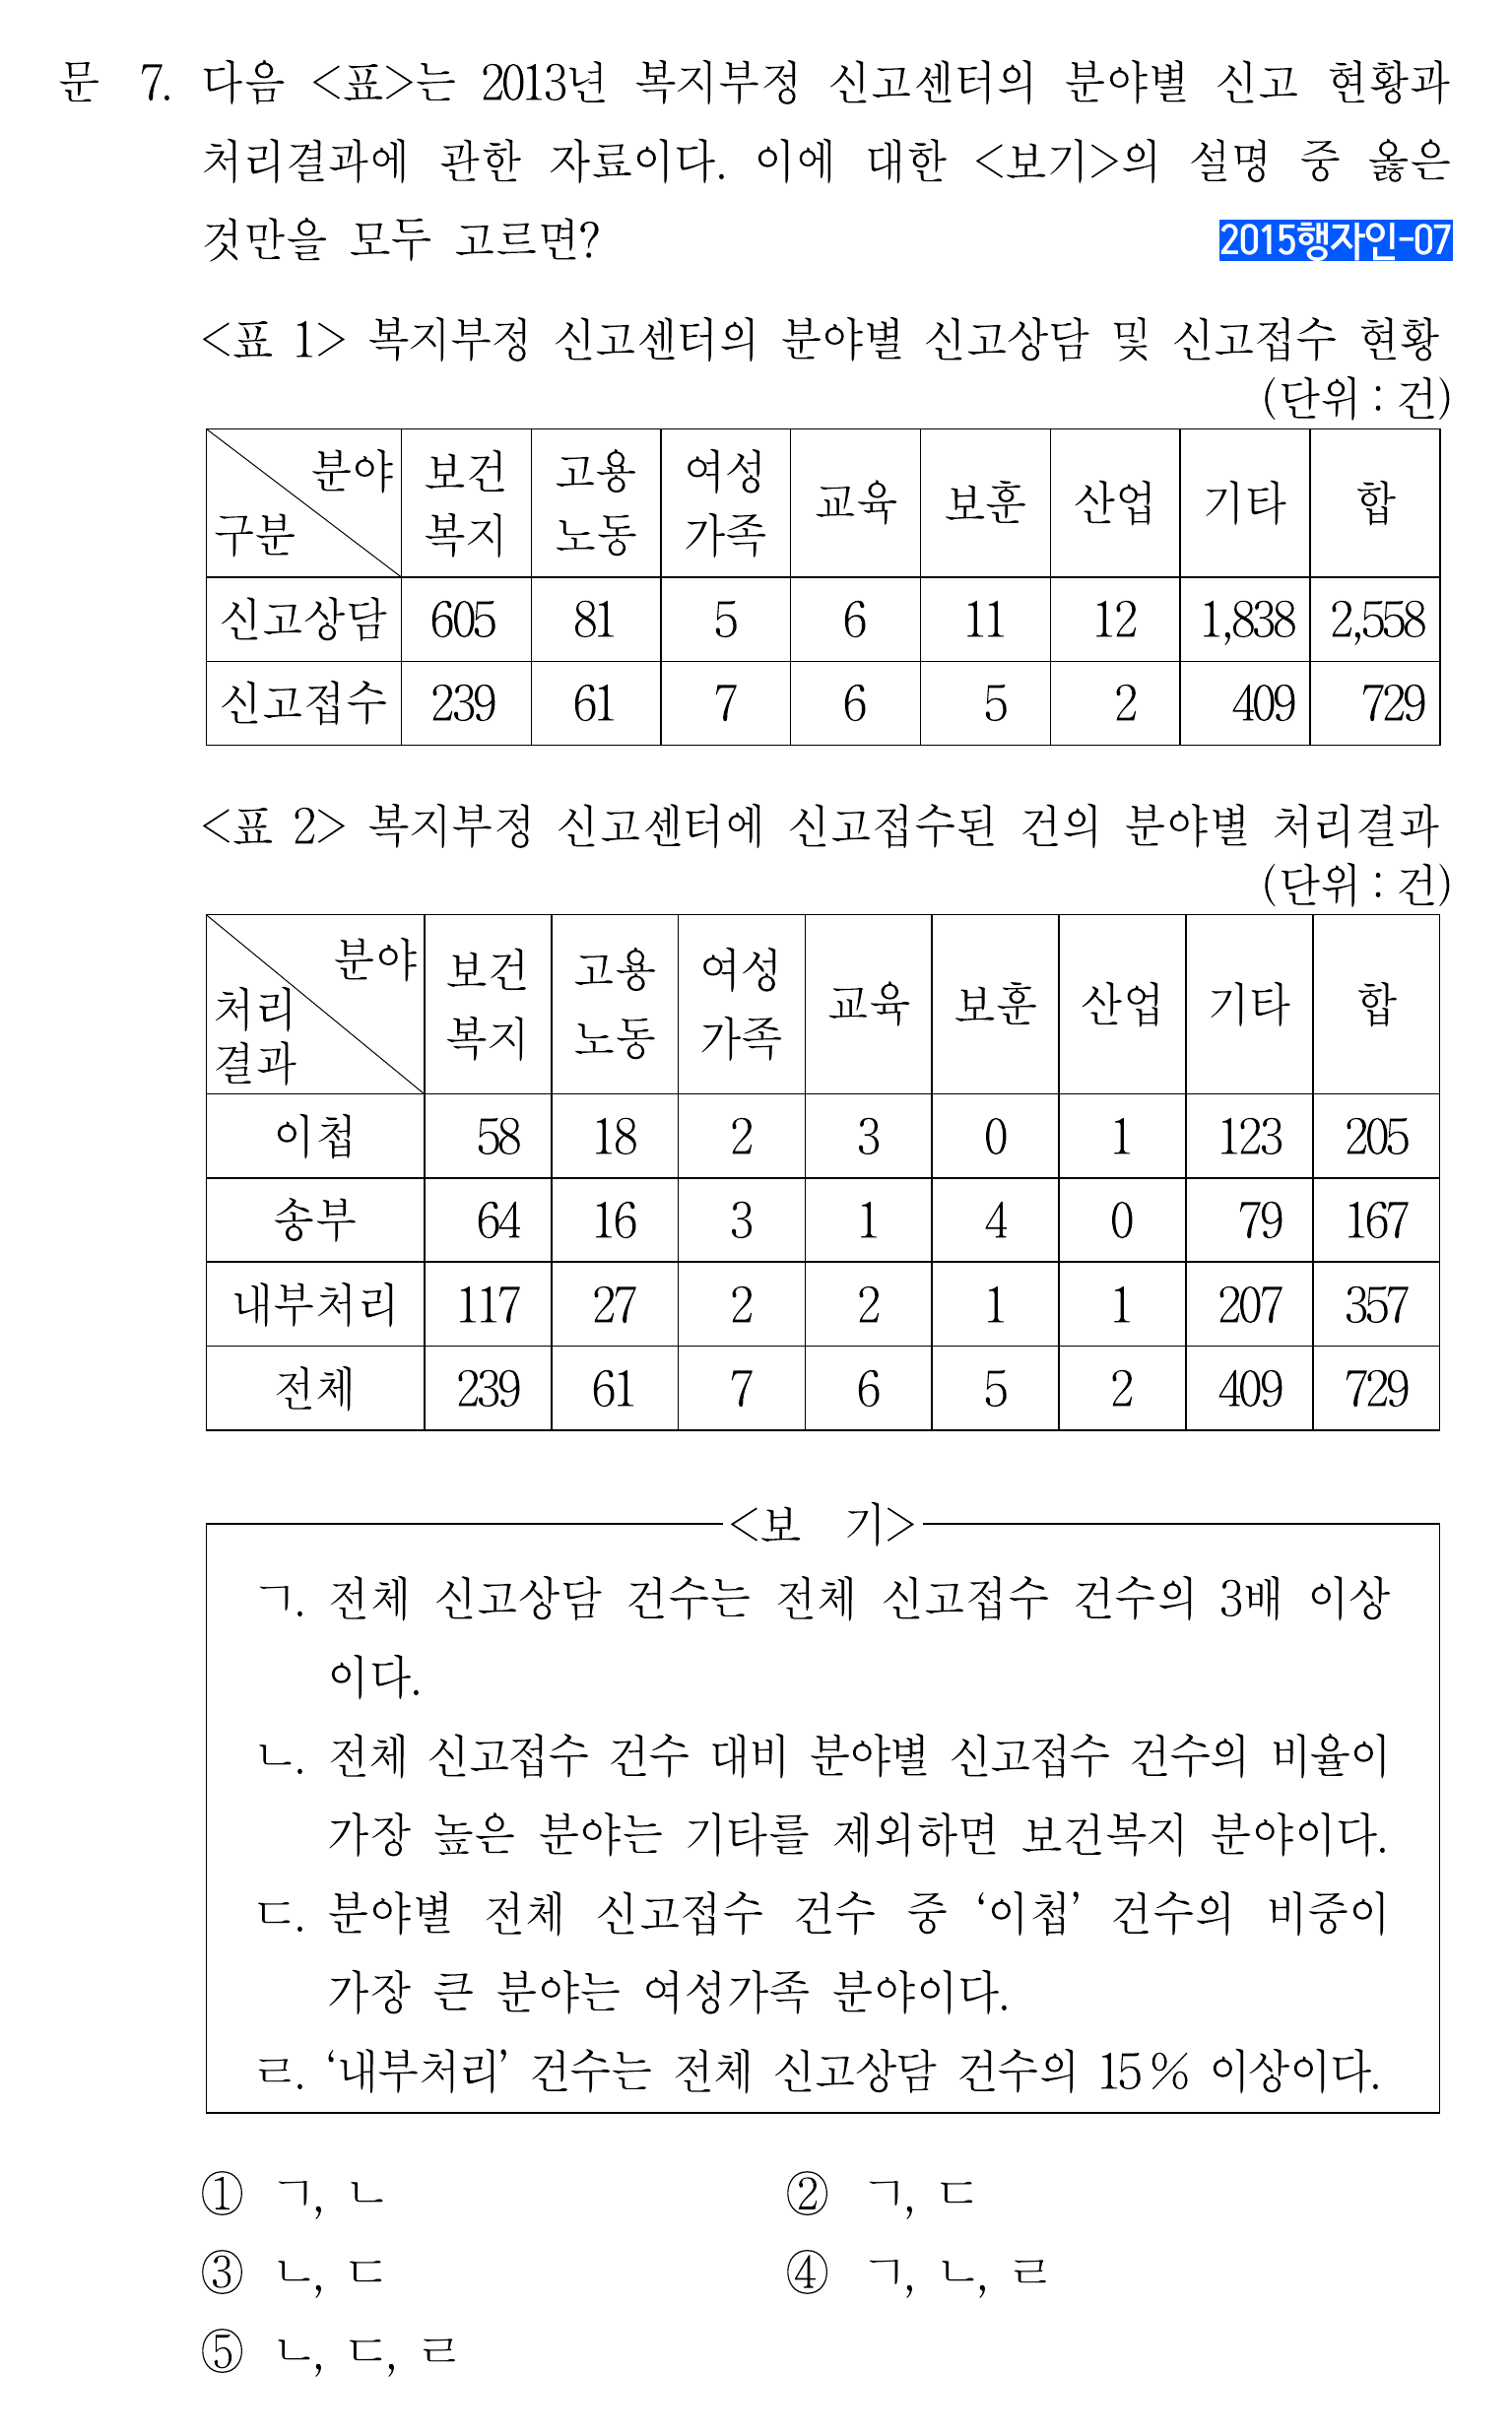 문 7. 다음 <표>는 2013년 복지부정 신고센터의 분야별 신고 현황과
처리결과에 관한 자료이다. 이에 대한 <보기>의 설명 중 옳은
것만을 모두 고르면?
2015행자인-07
<표 1> 복지부정 신고센터의 분야별 신고상담 및 신고접수 현황
(단위 : 건)
구분 분야 보건복지 고용노동 여성가족 교육 보훈 산업 기타 합
신고상담 605 81 5 6 11 12 1,838 2,558
신고접수 239 61 7 6 5 2 409 729
<표 2> 복지부정 신고센터에 신고접수된 건의 분야별 처리결과
(단위 : 건)
처리결과 분야 보건복지 고용노동 여성가족 교육 보훈 산업 기타 합
이첩 58 18 2 3 0 1 123 205
송부 64 16 3 1 4 0 79 167
내부처리 117 27 2 2 1 1 207 357
전체 239 61 7 6 5 2 409 729
<보 기>
ㄱ. 전체 신고상담 건수는 전체 신고접수 건수의 3배 이상
이다.
ㄴ. 전체 신고접수 건수 대비 분야별 신고접수 건수의 비율이
가장 높은 분야는 기타를 제외하면 보건복지 분야이다.
ㄷ. 분야별 전체 신고접수 건수 중 ‘이첩’ 건수의 비중이
가장 큰 분야는 여성가족 분야이다.
ㄹ. ‘내부처리’ 건수는 전체 신고상담 건수의 15% 이상이다.
① ㄱ, ㄴ
② ㄱ, ㄷ
③ ㄴ, ㄷ
④ ㄱ, ㄴ, ㄹ
⑤ ㄴ, ㄷ, ㄹ